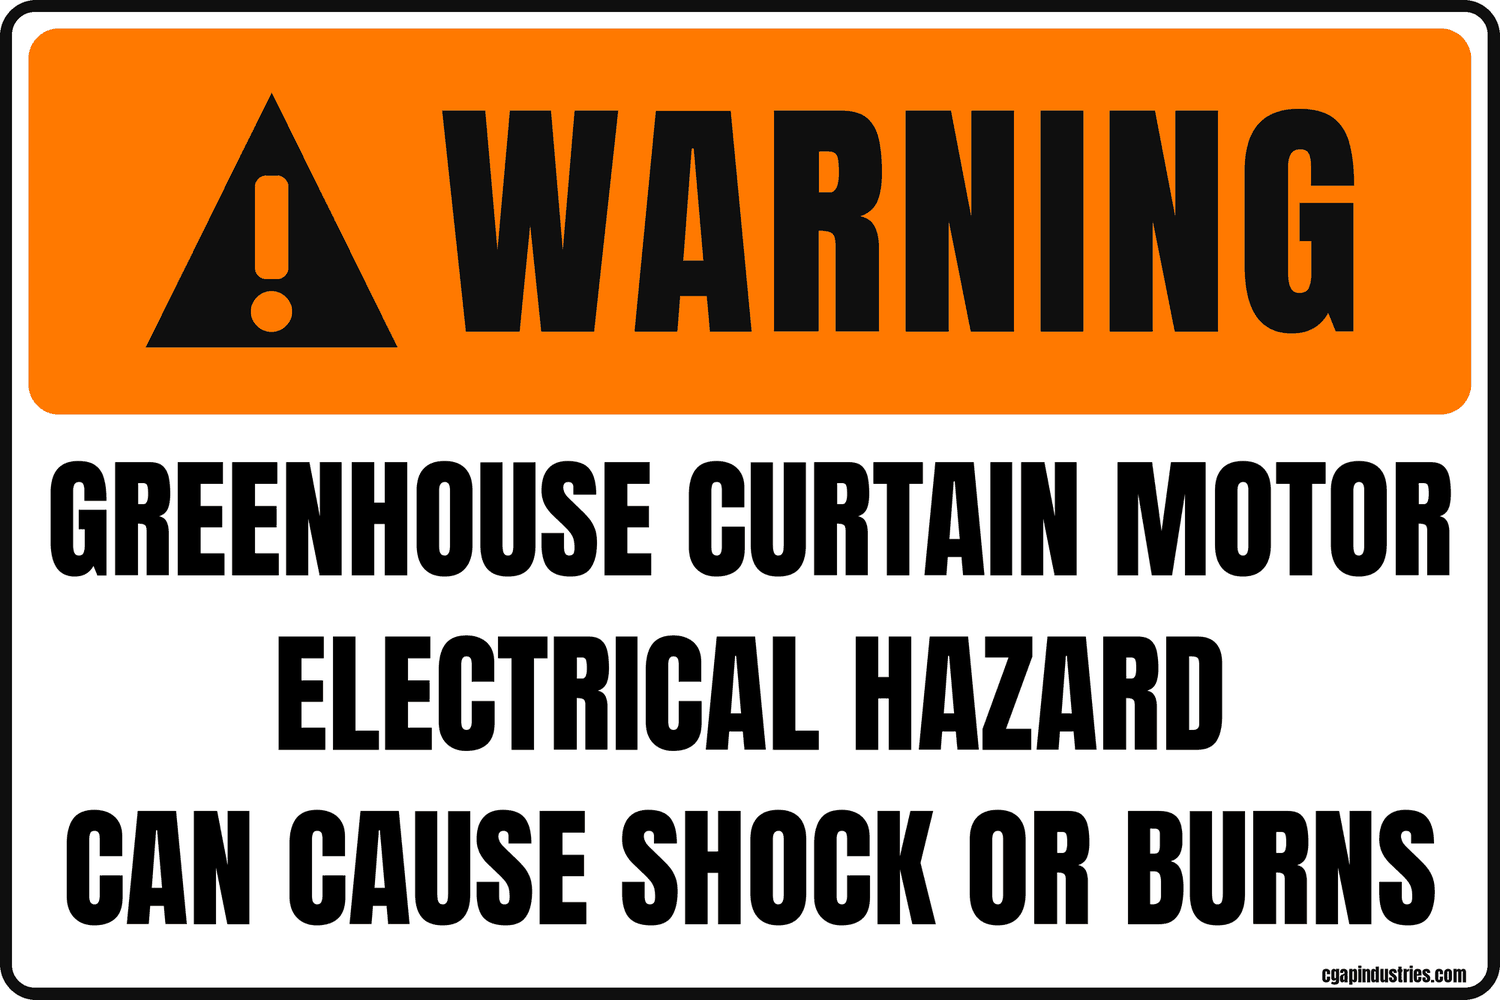 WARNING
GREENHOUSE CURTAIN MOTOR
ELECTRICAL HAZARD
CAN CAUSE SHOCK OR BURNS
cgapindustries.com